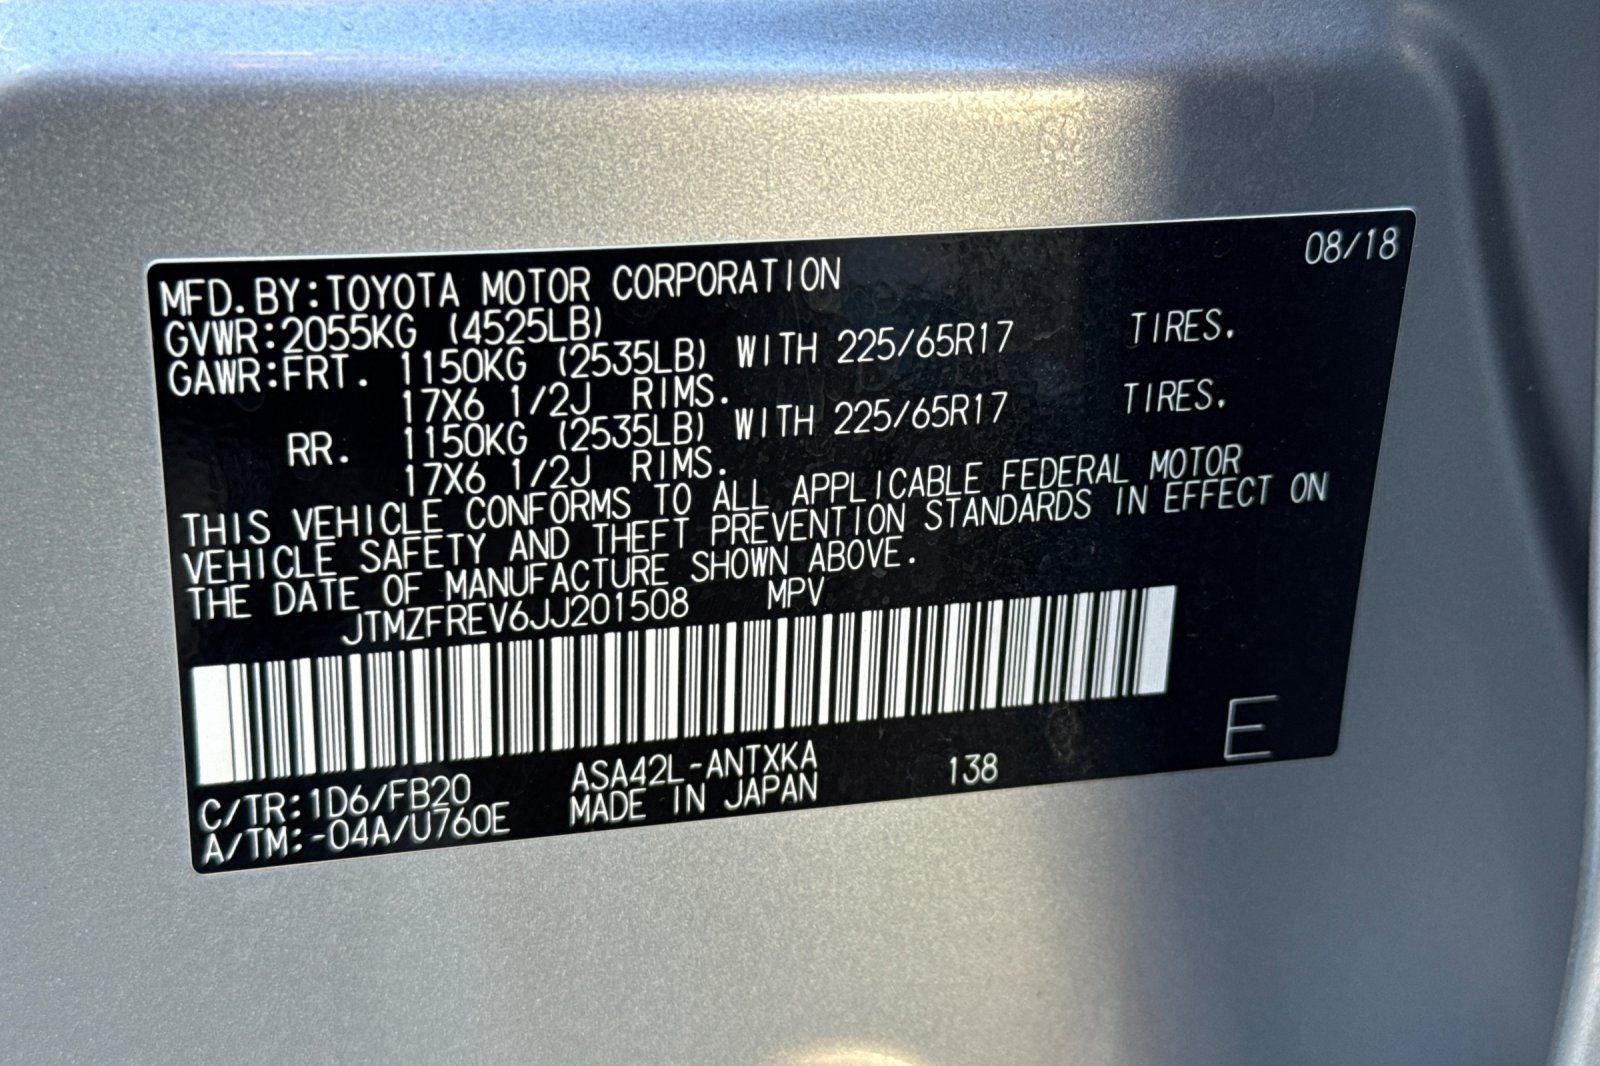 08/18
MFD.BY:TOYOTA MOTOR CORPORATION
GVWR:2055KG (4525LB)
GAWR:FRT. 1150KG (2535LB) WITH 225/65R17 TIRES.
17X6 1/2J RIMS.
RR. 1150KG (2535LB) WITH 225/65R17 TIRES.
17X6 1/2J RIMS.
THIS VEHICLE CONFORMS TO ALL APPLICABLE FEDERAL MOTOR
VEHICLE SAFETY AND THEFT PREVENTION STANDARDS IN EFFECT ON
THE DATE OF MANUFACTURE SHOWN ABOVE.
JTMZFREV6JJ201508 MPV
E
C/TR:1D6/FB20 ASA42L-ANTXKA 138
A/TM:-04A/U760E MADE IN JAPAN